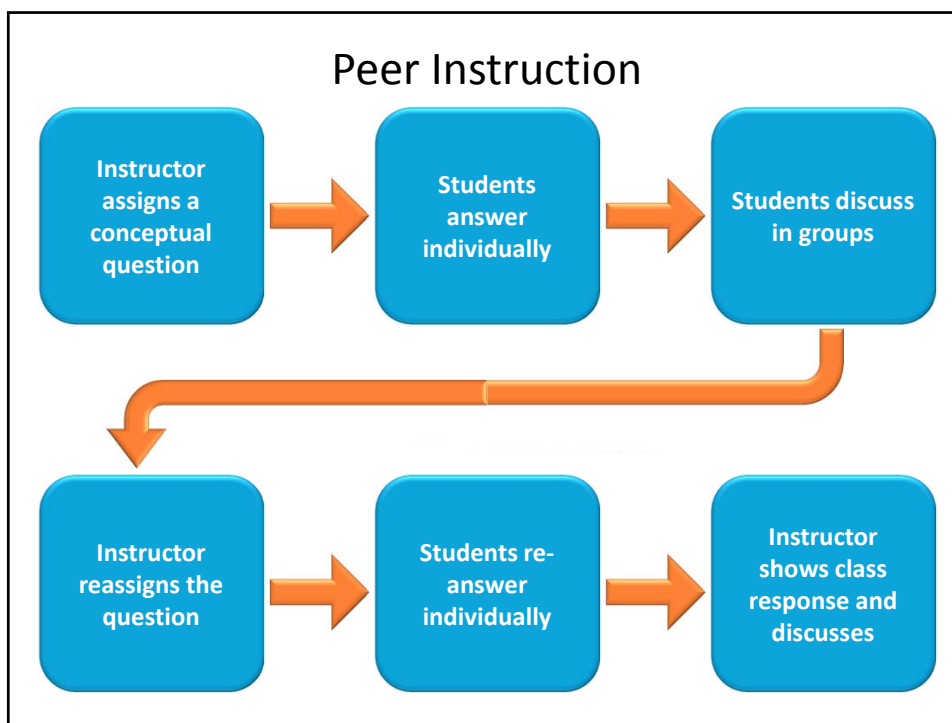 Peer Instruction
Instructor
assigns a
conceptual
question
Students
answer
individually
Students discuss
in groups
Instructor
reassigns the
question
Students re-
answer
individually
Instructor
shows class
response and
discusses